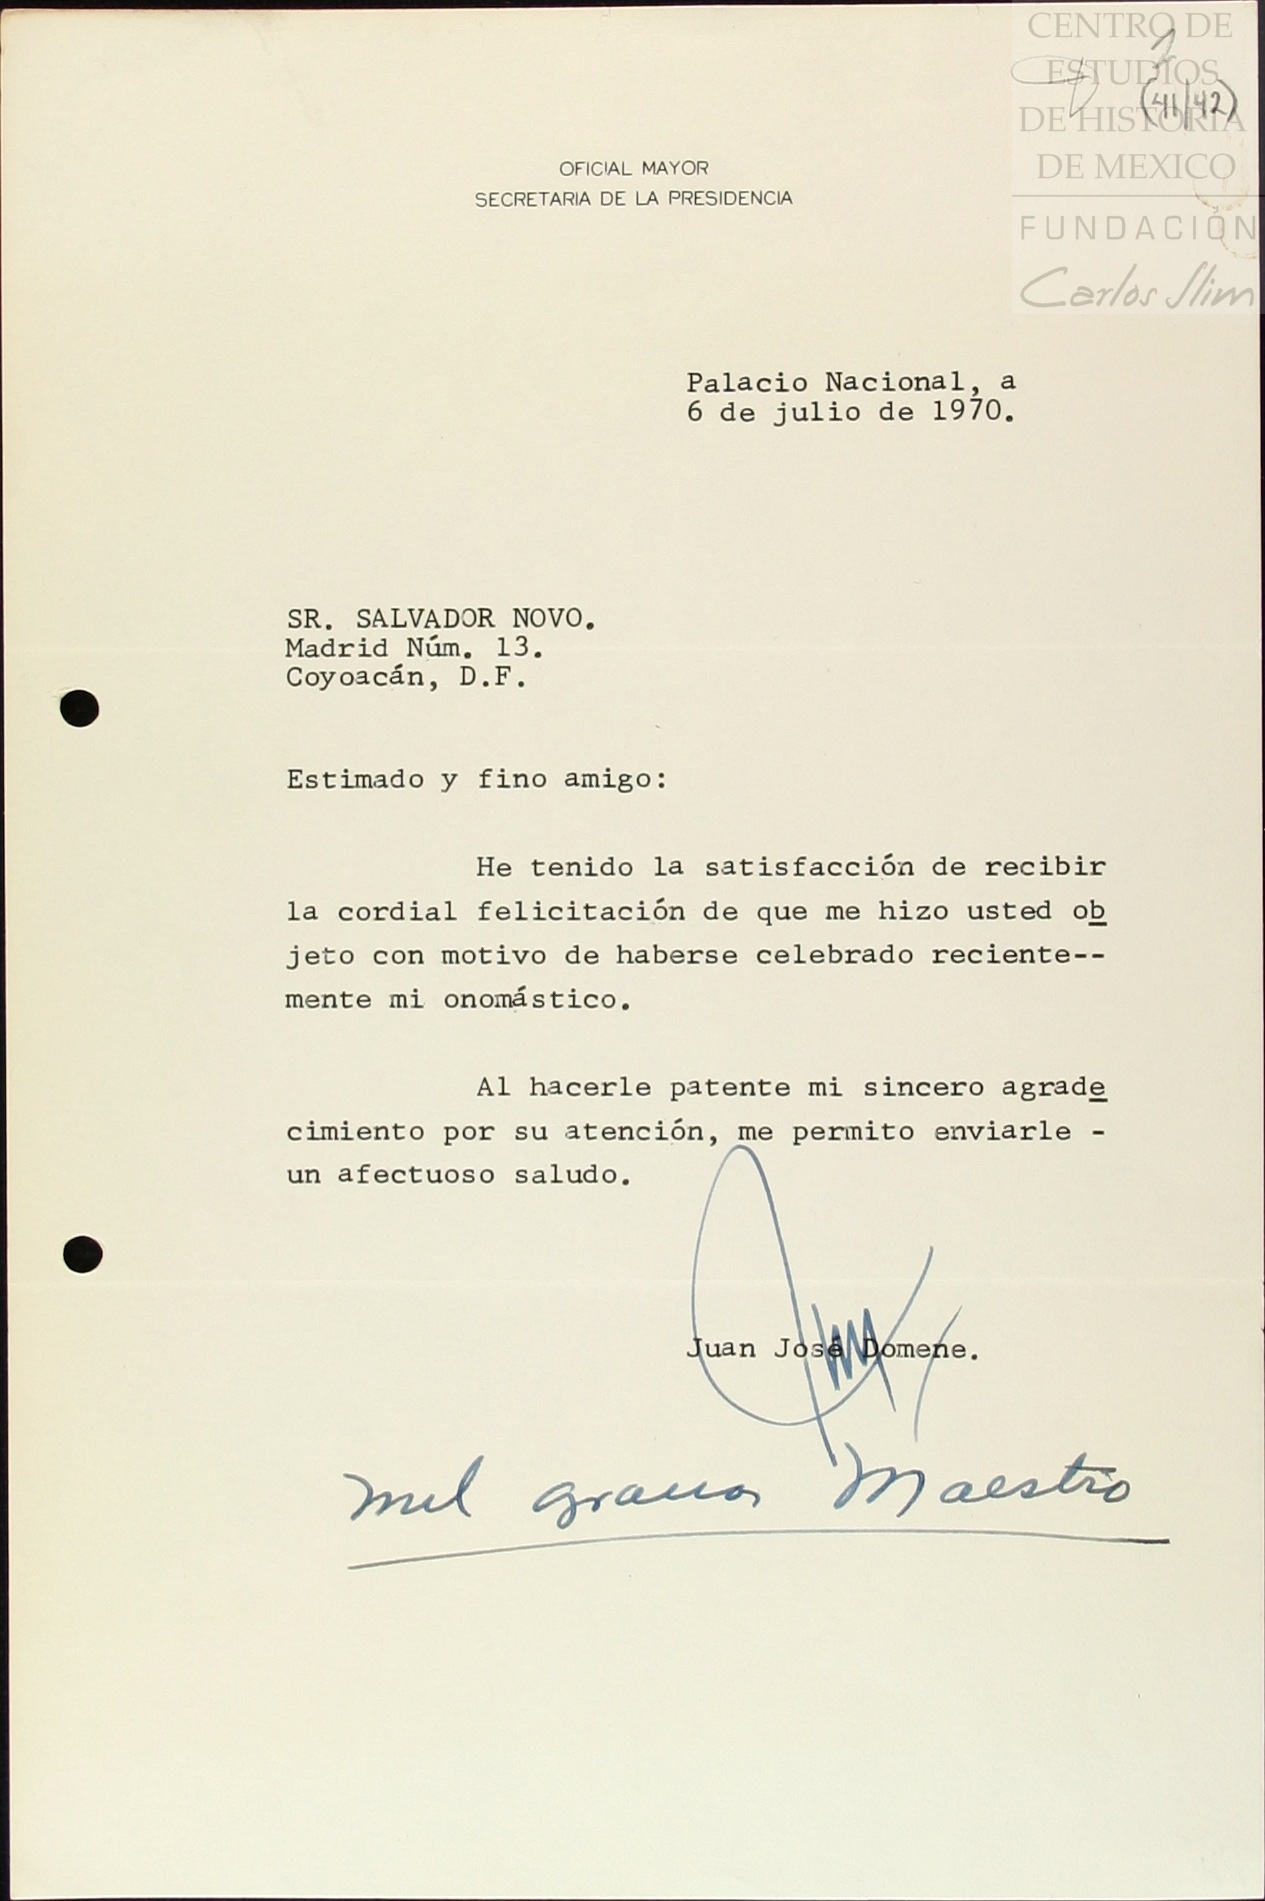 CENTRO DE
ESTUDIOS
DE HISTORIA
DE MEXICO
FUNDACIÓN
Carlos Slim
(41/42)
OFICIAL MAYOR
SECRETARIA DE LA PRESIDENCIA
Palacio Nacional, a
6 de julio de 1970.
SR. SALVADOR NOVO.
Madrid Núm. 13.
Coyoacán, D.F.
Estimado y fino amigo:
He tenido la satisfacción de recibir
la cordial felicitación de que me hizo usted ob
jeto con motivo de haberse celebrado reciente--
mente mi onomástico.
Al hacerle patente mi sincero agrade
cimiento por su atención, me permito enviarle -
un afectuoso saludo.
Juan José Domene.
Mil gracias Maestro